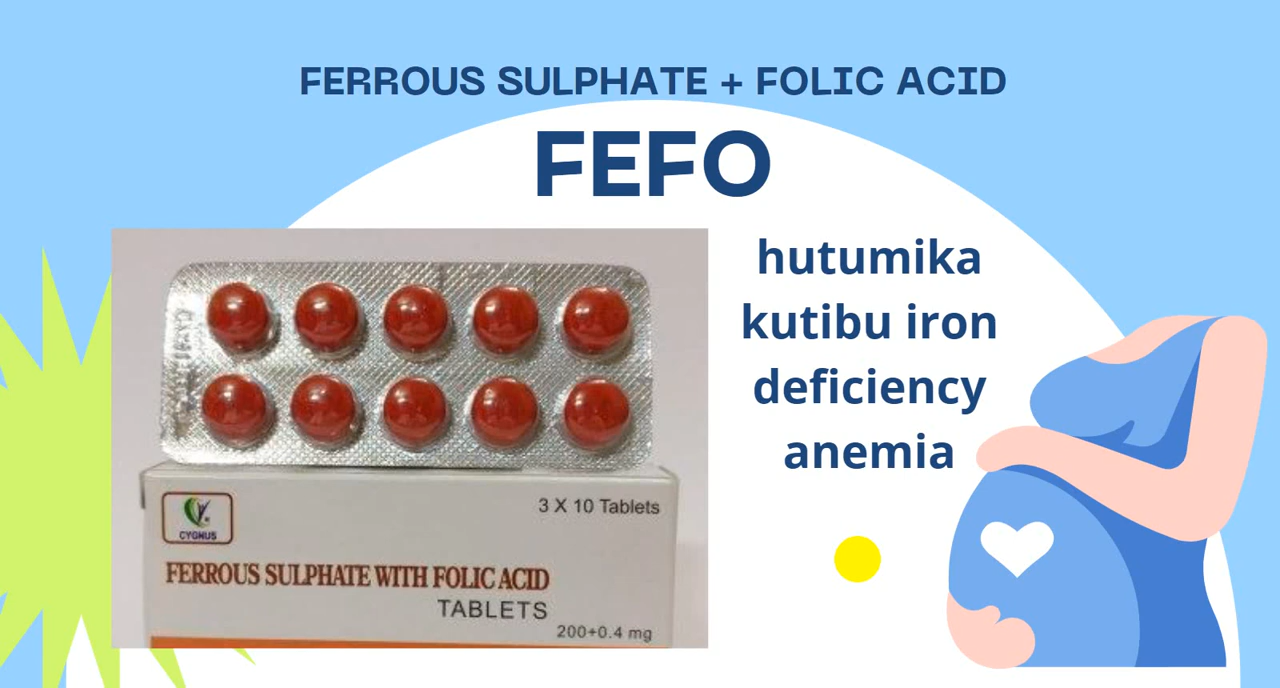 FERROUS SULPHATE + FOLIC ACID
FEFO
hutumika
kutibu iron
deficiency
anemia
3 X 10 Tablets
CYGNUS
FERROUS SULPHATE WITH FOLIC ACID
TABLETS
200+0.4 mg